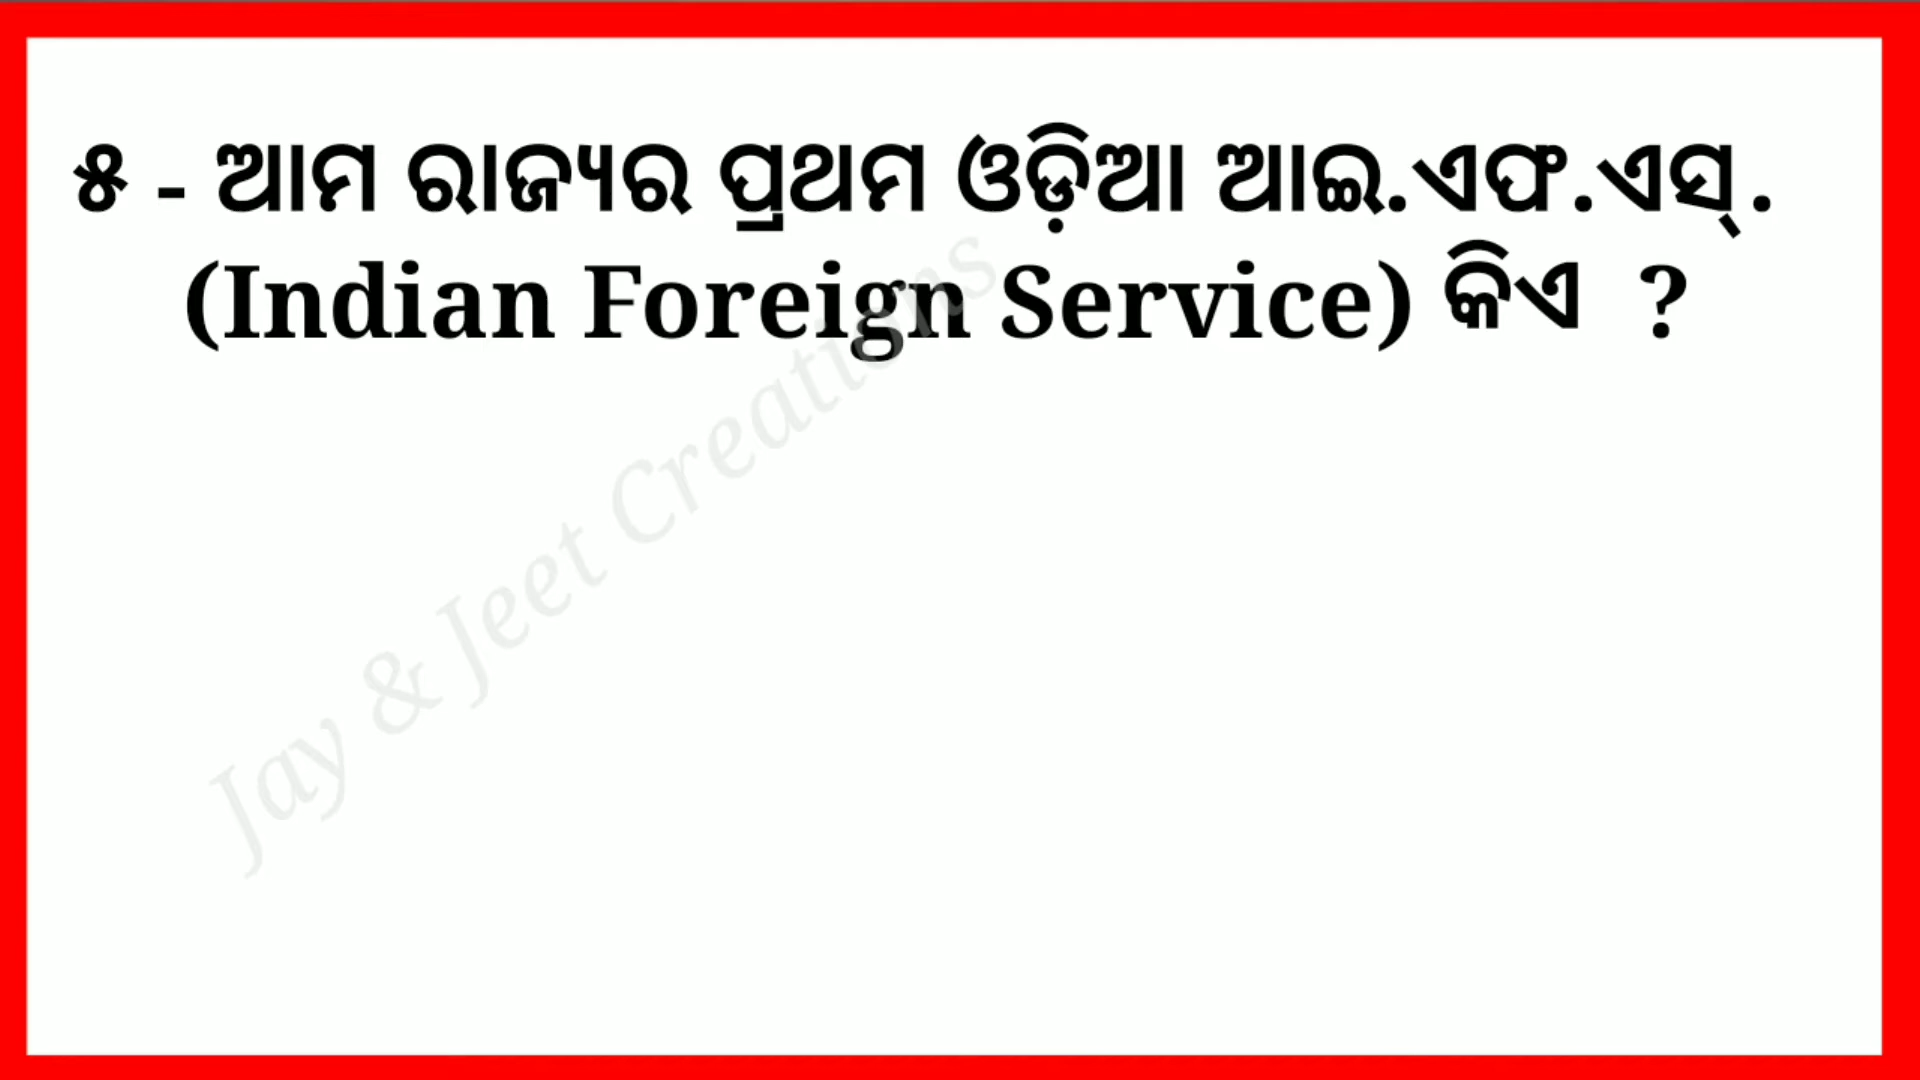 ୫ - ଆମ ରାଜ୍ୟର ପ୍ରଥମ ଓଡ଼ିଆ ଆଇ.ଏଫ.ଏସ୍.
(Indian Foreign Service) କିଏ ?
Jay & Jeet Creations